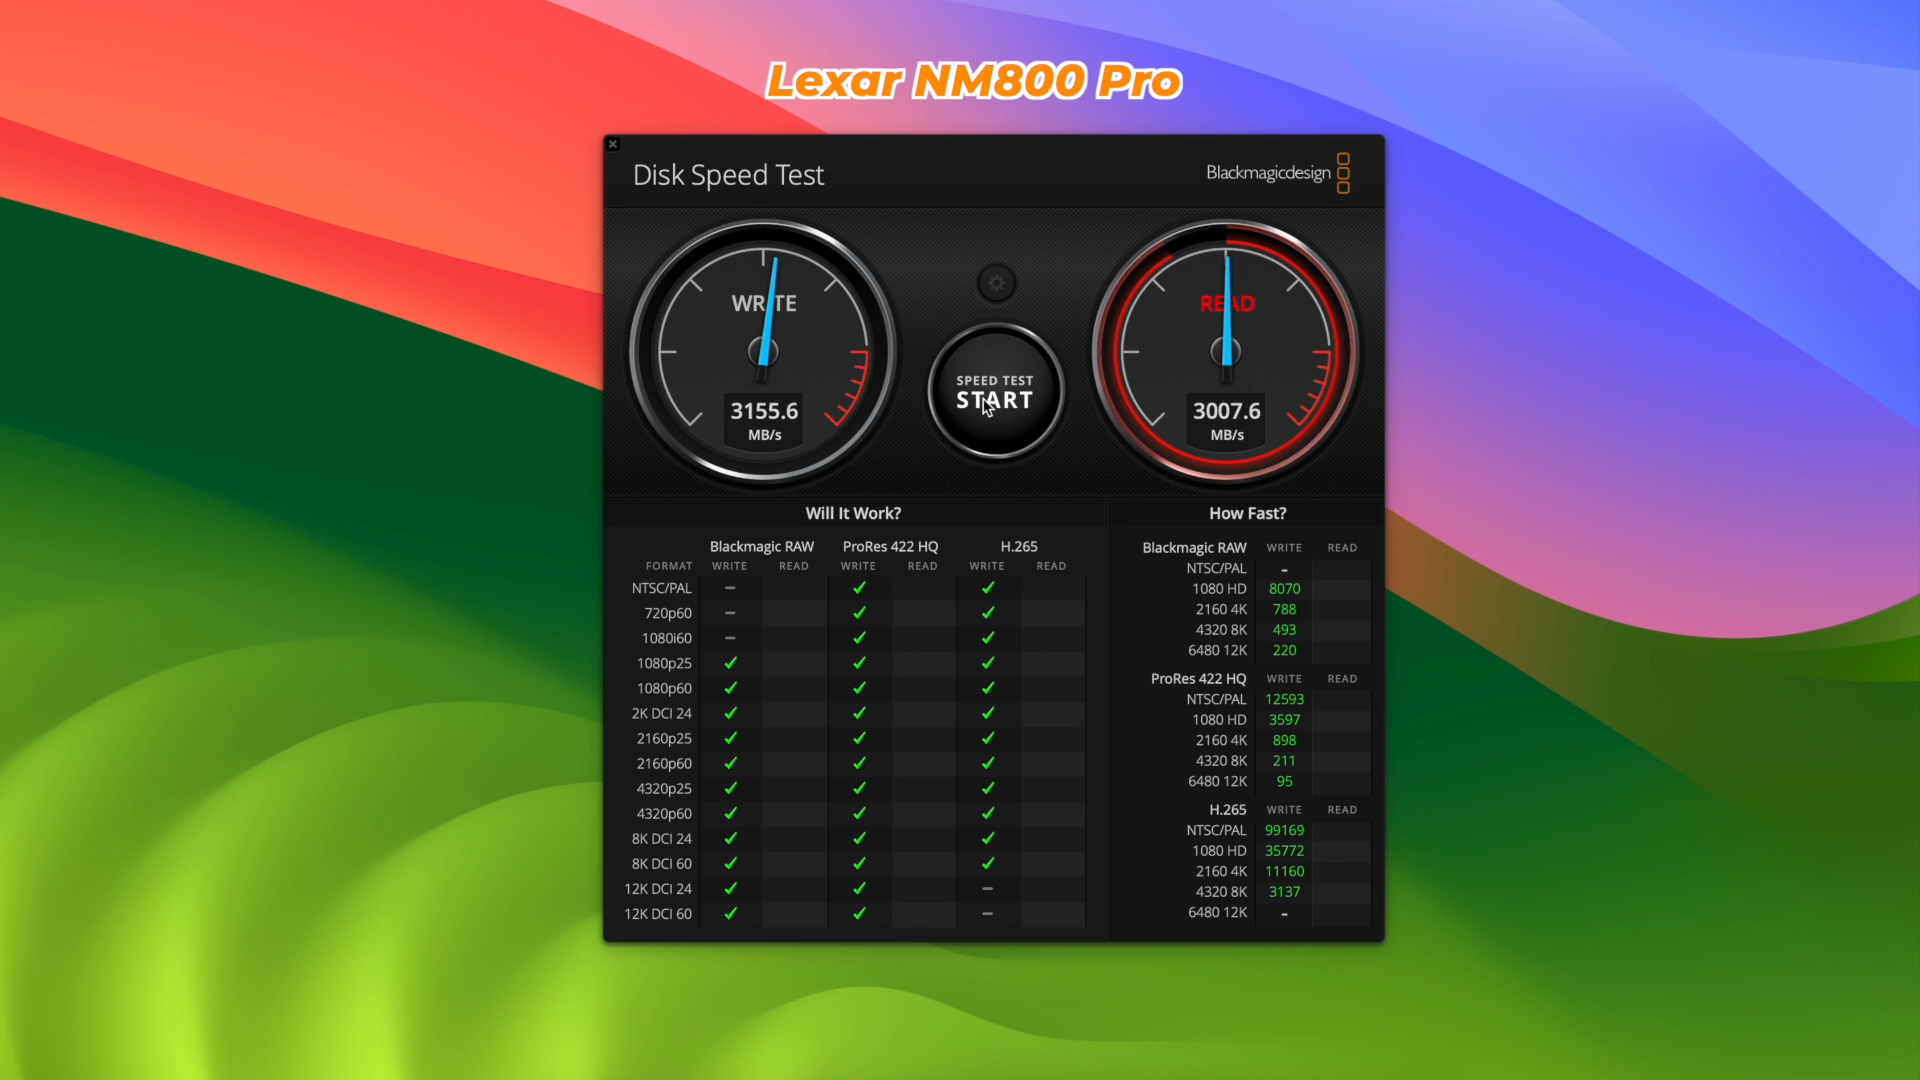 Lexar NM800 Pro
Disk Speed Test
Blackmagicdesign
WRITE
3155.6
MB/s
SPEED TEST
START
READ
3007.6
MB/s
Will It Work?
Blackmagic RAW ProRes 422 HQ H.265
FORMAT WRITE READ WRITE READ WRITE READ
NTSC/PAL – ✓ ✓
720p60 – ✓ ✓
1080i60 – ✓ ✓
1080p25 ✓ ✓ ✓
1080p60 ✓ ✓ ✓
2K DCI 24 ✓ ✓ ✓
2160p25 ✓ ✓ ✓
2160p60 ✓ ✓ ✓
4320p25 ✓ ✓ ✓
4320p60 ✓ ✓ ✓
8K DCI 24 ✓ ✓ ✓
8K DCI 60 ✓ ✓ ✓
12K DCI 24 ✓ ✓ –
12K DCI 60 ✓ ✓ –
How Fast?
Blackmagic RAW WRITE READ
NTSC/PAL –
1080 HD 8070
2160 4K 788
4320 8K 493
6480 12K 220
ProRes 422 HQ WRITE READ
NTSC/PAL 12593
1080 HD 3597
2160 4K 898
4320 8K 211
6480 12K 95
H.265 WRITE READ
NTSC/PAL 99169
1080 HD 35772
2160 4K 11160
4320 8K 3137
6480 12K –